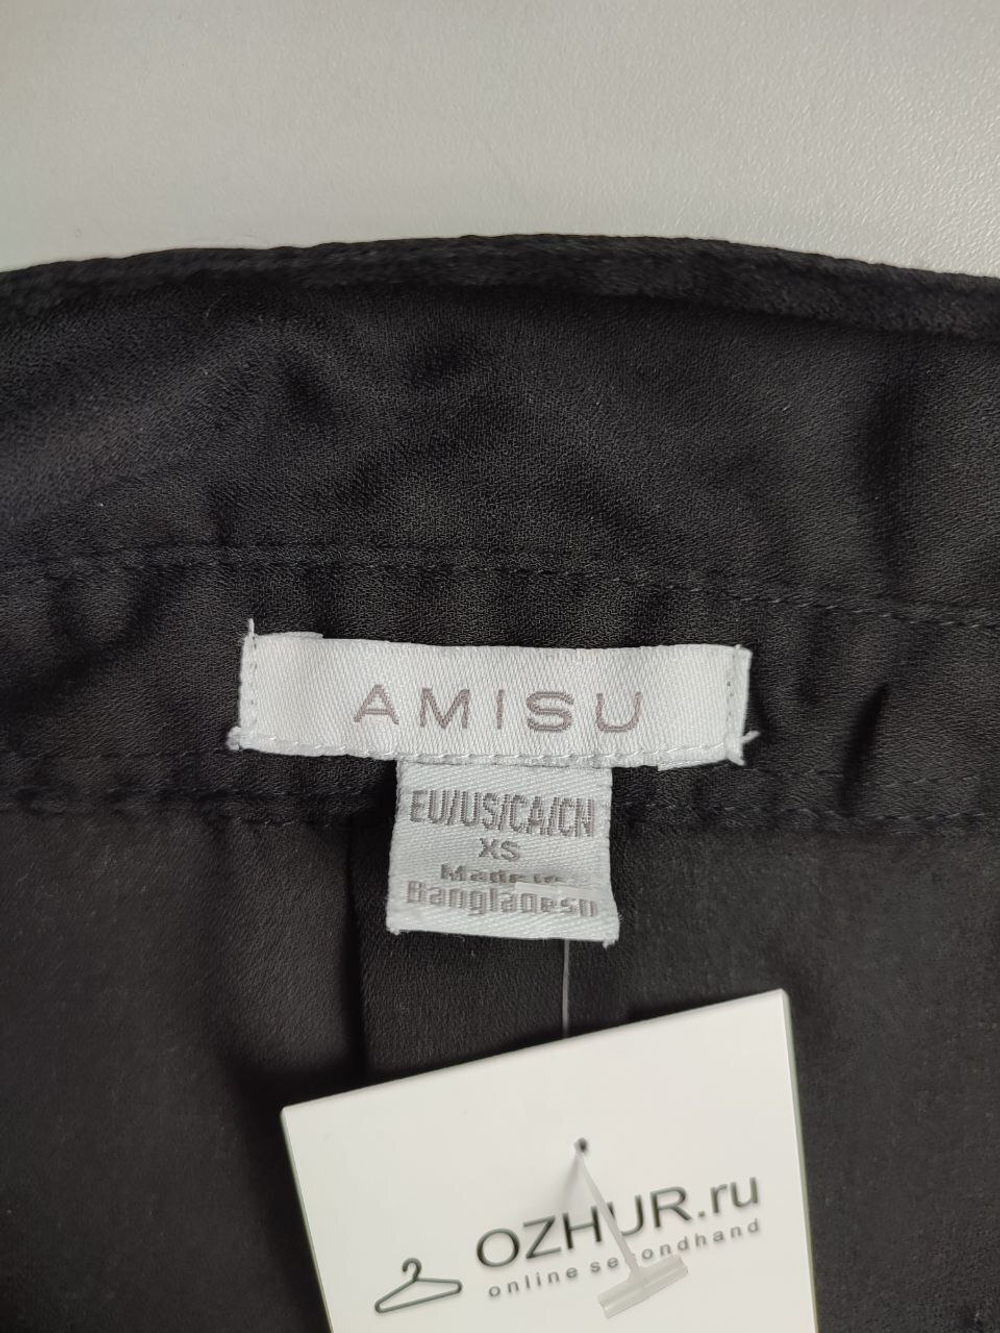 AMISU
EU/US/CA/CN
XS
Made in
Bangladesh
OZHUR.ru
online secondhand